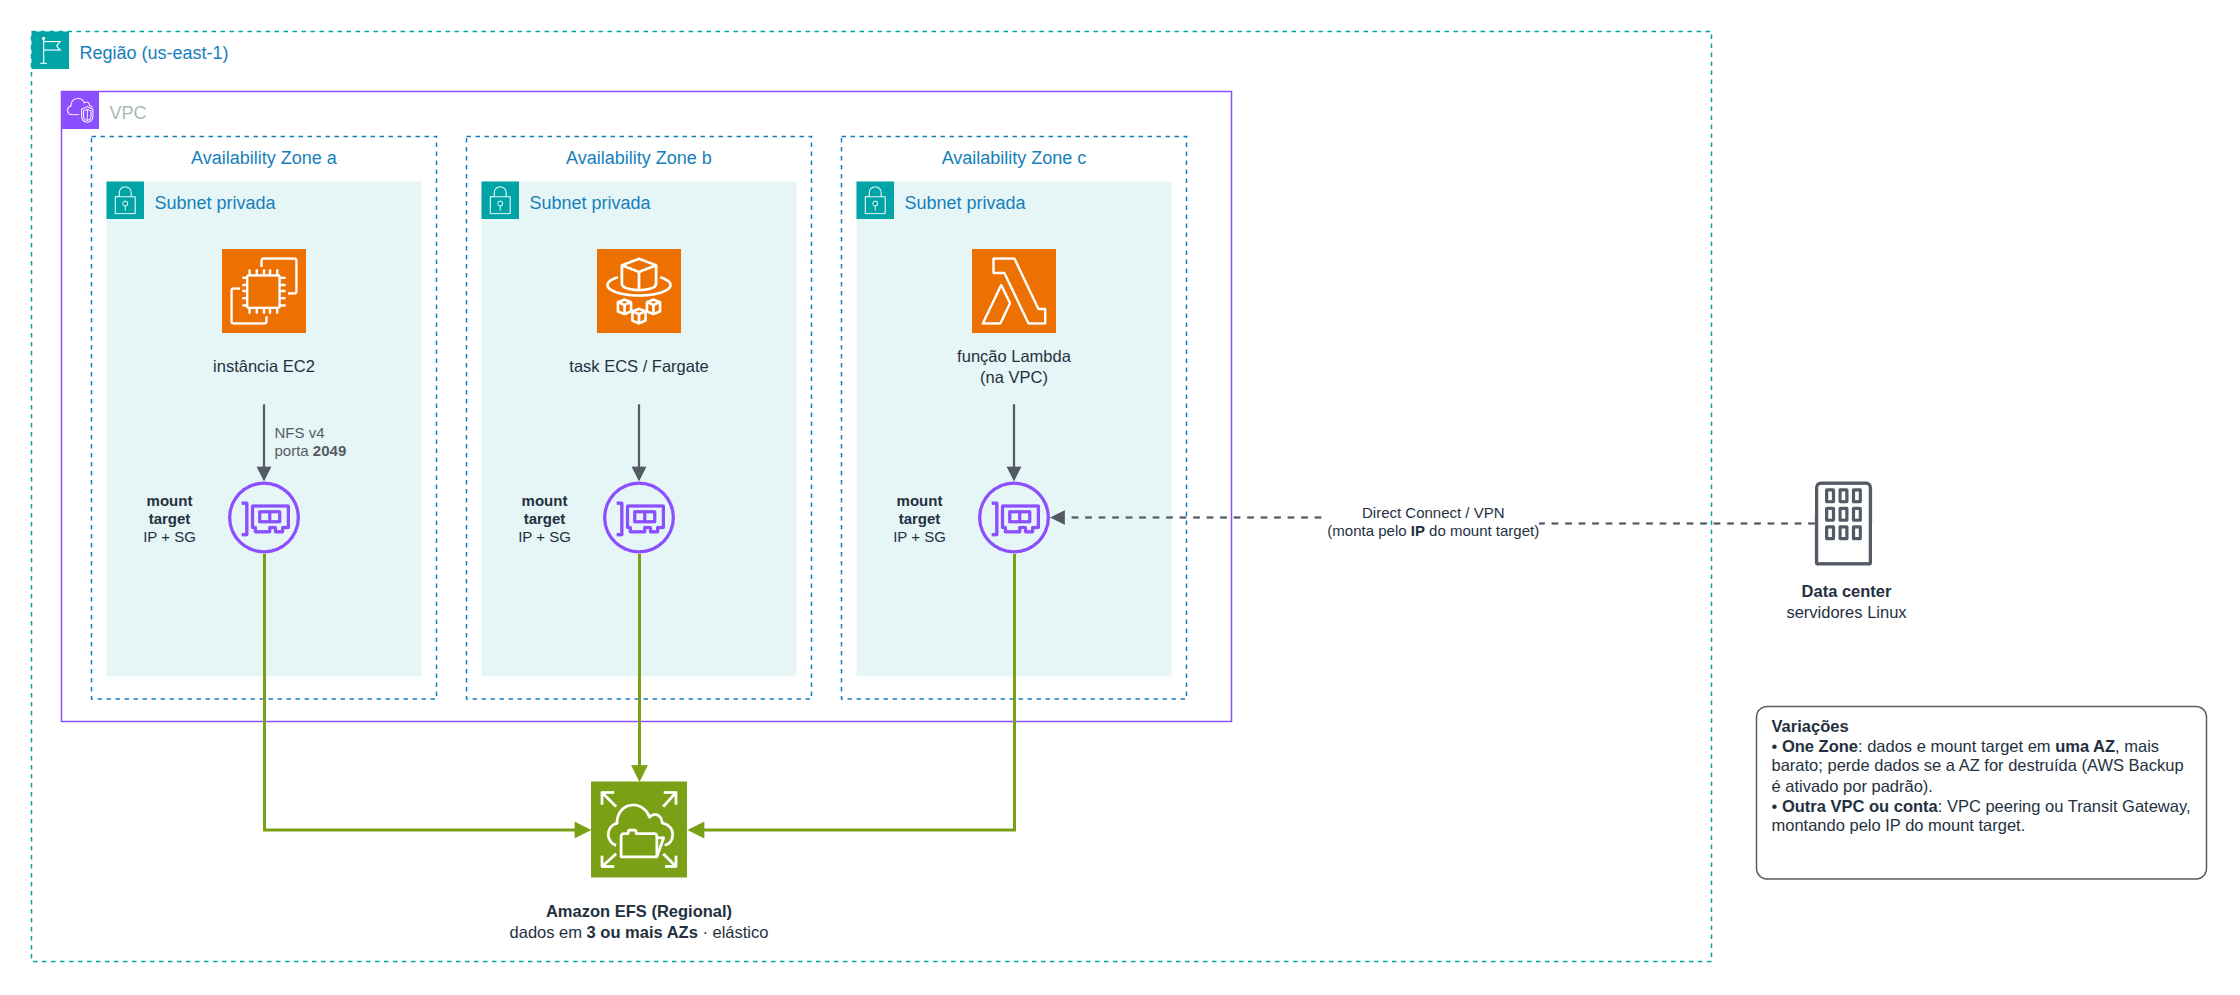 Região (us-east-1)
VPC
Availability Zone a
Subnet privada
instância EC2
NFS v4
porta 2049
mount
target
IP + SG
Availability Zone b
Subnet privada
task ECS / Fargate
mount
target
IP + SG
Availability Zone c
Subnet privada
função Lambda
(na VPC)
mount
target
IP + SG
Direct Connect / VPN
(monta pelo IP do mount target)
Data center
servidores Linux
Variações
• One Zone: dados e mount target em uma AZ, mais
barato; perde dados se a AZ for destruída (AWS Backup
é ativado por padrão).
• Outra VPC ou conta: VPC peering ou Transit Gateway,
montando pelo IP do mount target.
Amazon EFS (Regional)
dados em 3 ou mais AZs · elástico